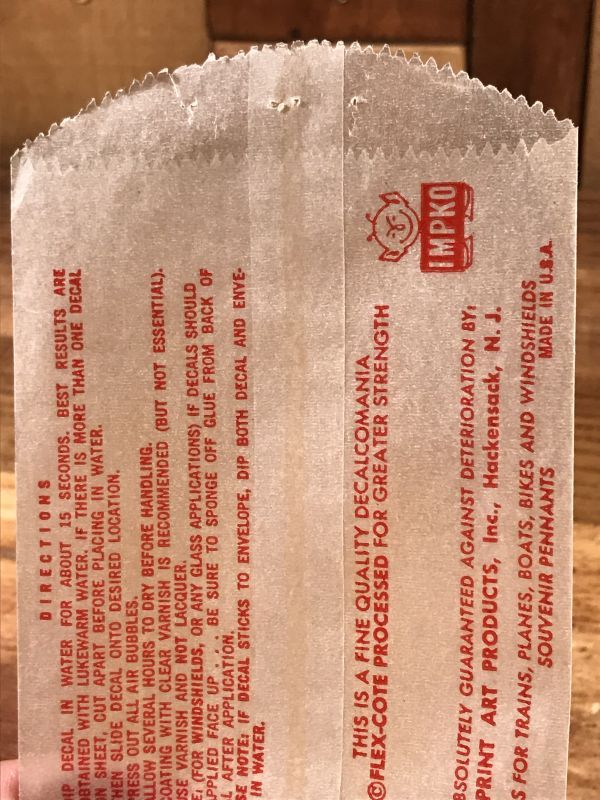 DIRECTIONS
IP DECAL IN WATER FOR ABOUT 15 SECONDS. BEST RESULTS ARE
BTAINED WITH LUKEWARM WATER. IF THERE IS MORE THAN ONE DECAL
N SHEET, CUT APART BEFORE PLACING IN WATER.
HEN SLIDE DECAL ONTO DESIRED LOCATION.
RESS OUT ALL AIR BUBBLES.
LLOW SEVERAL HOURS TO DRY BEFORE HANDLING.
OATING WITH CLEAR VARNISH IS RECOMMENDED (BUT NOT ESSENTIAL).
SE VARNISH AND NOT LACQUER.
E: (FOR WINDSHIELDS, OR ANY GLASS APPLICATIONS) IF DECALS SHOULD
PPLIED FACE UP.... BE SURE TO SPONGE OFF GLUE FROM BACK OF
L AFTER APPLICATION.
SE NOTE: IF DECAL STICKS TO ENVELOPE, DIP BOTH DECAL AND ENVE-
IN WATER.
IMPKO
THIS IS A FINE QUALITY DECALCOMANIA
©FLEX-COTE PROCESSED FOR GREATER STRENGTH
BSOLUTELY GUARANTEED AGAINST DETERIORATION BY:
PRINT ART PRODUCTS, Inc., Hackensack, N. J.
S FOR TRAINS, PLANES, BOATS, BIKES AND WINDSHIELDS
SOUVENIR PENNANTS
MADE IN U.S.A.